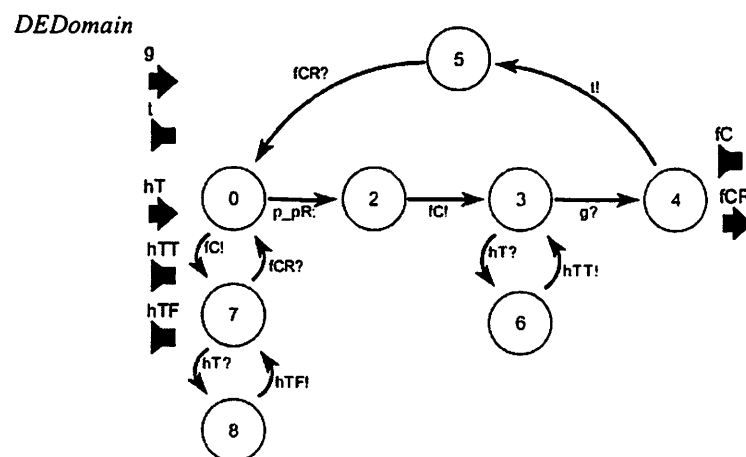 DEDomain
g
fCR?
5
t!
t
fC
hT
fCR
0
p_pR;
2
fC!
3
g?
4
hTT
fC!
fCR?
hT?
hTT!
hTF
7
6
hT?
hTF!
8